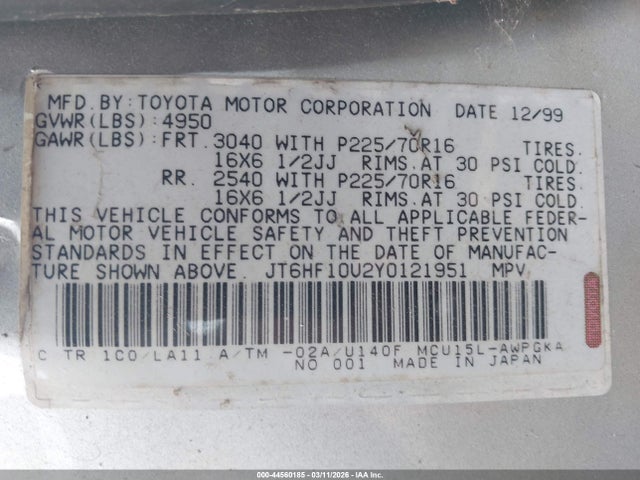 MFD.BY:TOYOTA MOTOR CORPORATION DATE 12/99
GVWR(LBS):4950
GAWR(LBS):FRT.3040 WITH P225/70R16 TIRES.
16X6 1/2JJ RIMS.AT 30 PSI COLD.
RR. 2540 WITH P225/70R16 TIRES.
16X6 1/2JJ RIMS.AT 30 PSI COLD.
THIS VEHICLE CONFORMS TO ALL APPLICABLE FEDER-
AL MOTOR VEHICLE SAFETY AND THEFT PREVENTION
STANDARDS IN EFFECT ON THE DATE OF MANUFAC-
TURE SHOWN ABOVE. JT6HF10U2Y0121951 MPV
C TR 1C0/LA11 A/TM -02A/U140F MCU15L-AWPGKA
NO 001 MADE IN JAPAN
000-44560185 - 03/11/2026 - IAA Inc.